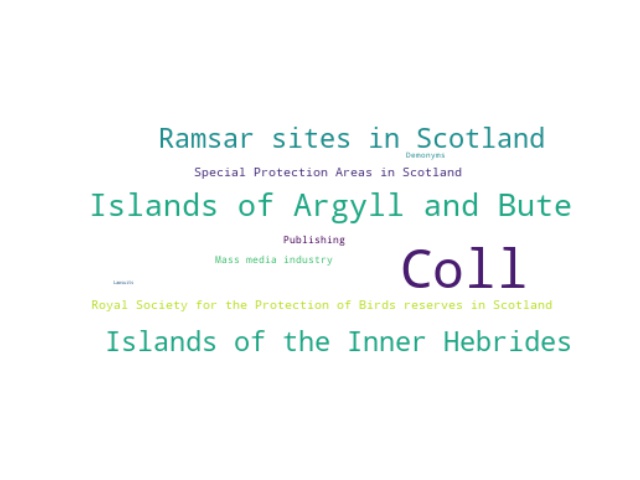 Ramsar sites in Scotland
Demonyms
Special Protection Areas in Scotland
Islands of Argyll and Bute
Publishing
Coll
Mass media industry
Lawsuits
Royal Society for the Protection of Birds reserves in Scotland
Islands of the Inner Hebrides